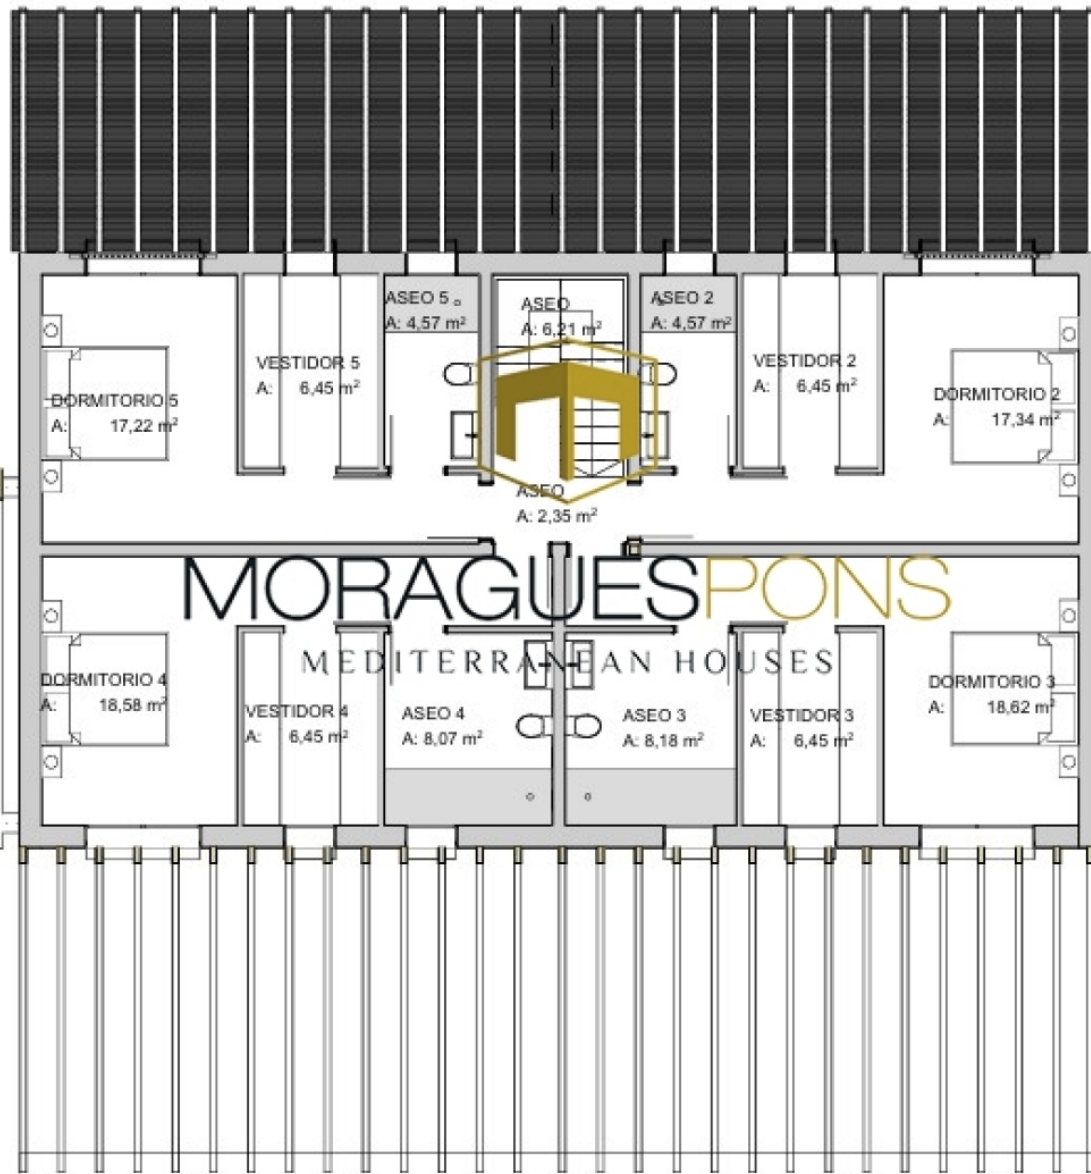 ASEO 5
A: 4,57 m²
ASEO
A: 6,21 m²
ASEO 2
A: 4,57 m²
VESTIDOR 5
A: 6,45 m²
VESTIDOR 2
A: 6,45 m²
DORMITORIO 5
A: 17,22 m²
DORMITORIO 2
A: 17,34 m²
ASEO
A: 2,35 m²
MORAGUESPONS
MEDITERRANEAN HOUSES
DORMITORIO 4
A: 18,58 m²
VESTIDOR 4
A: 6,45 m²
ASEO 4
A: 8,07 m²
ASEO 3
A: 8,18 m²
VESTIDOR 3
A: 6,45 m²
DORMITORIO 3
A: 18,62 m²